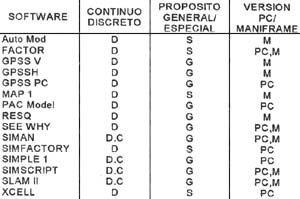 SOFTWARE CONTINUO DISCRETO PROPOSITO GENERAL/ ESPECIAL VERSION PC/ MANIFRAME
Auto Mod D S M
FACTOR D S PC,M
GPSS V D G M
GPSSH D G M
GPSS PC D G PC
MAP 1 D S M
PAC Model D G PC
RESQ D G M
SEE WHY D G PC,M
SIMAN D.C G PC,M
SIMFACTORY D S PC
SIMPLE 1 D.C G PC
SIMSCRIPT D.C G PC,M
SLAM II D.C G PC,M
XCELL D S PC